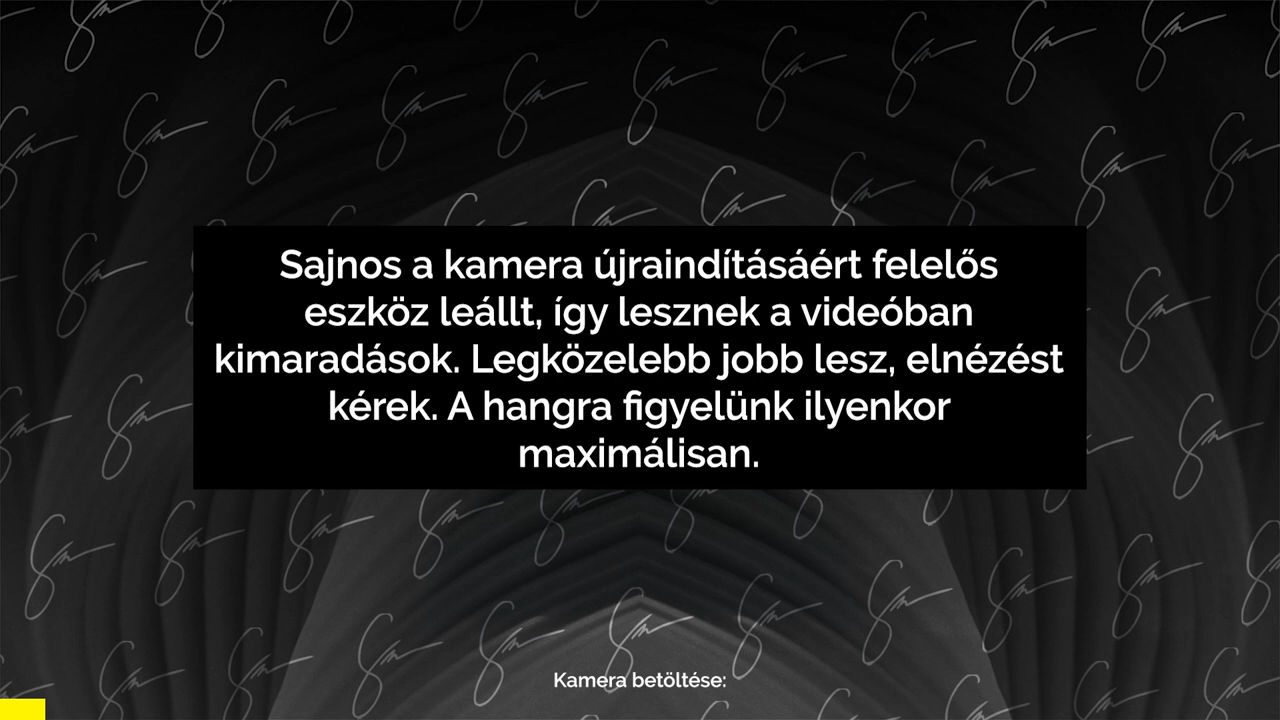 Sajnos a kamera újraindításáért felelős
eszköz leállt, így lesznek a videóban
kimaradások. Legközelebb jobb lesz, elnézést
kérek. A hangra figyelünk ilyenkor
maximálisan.
Kamera betöltése: